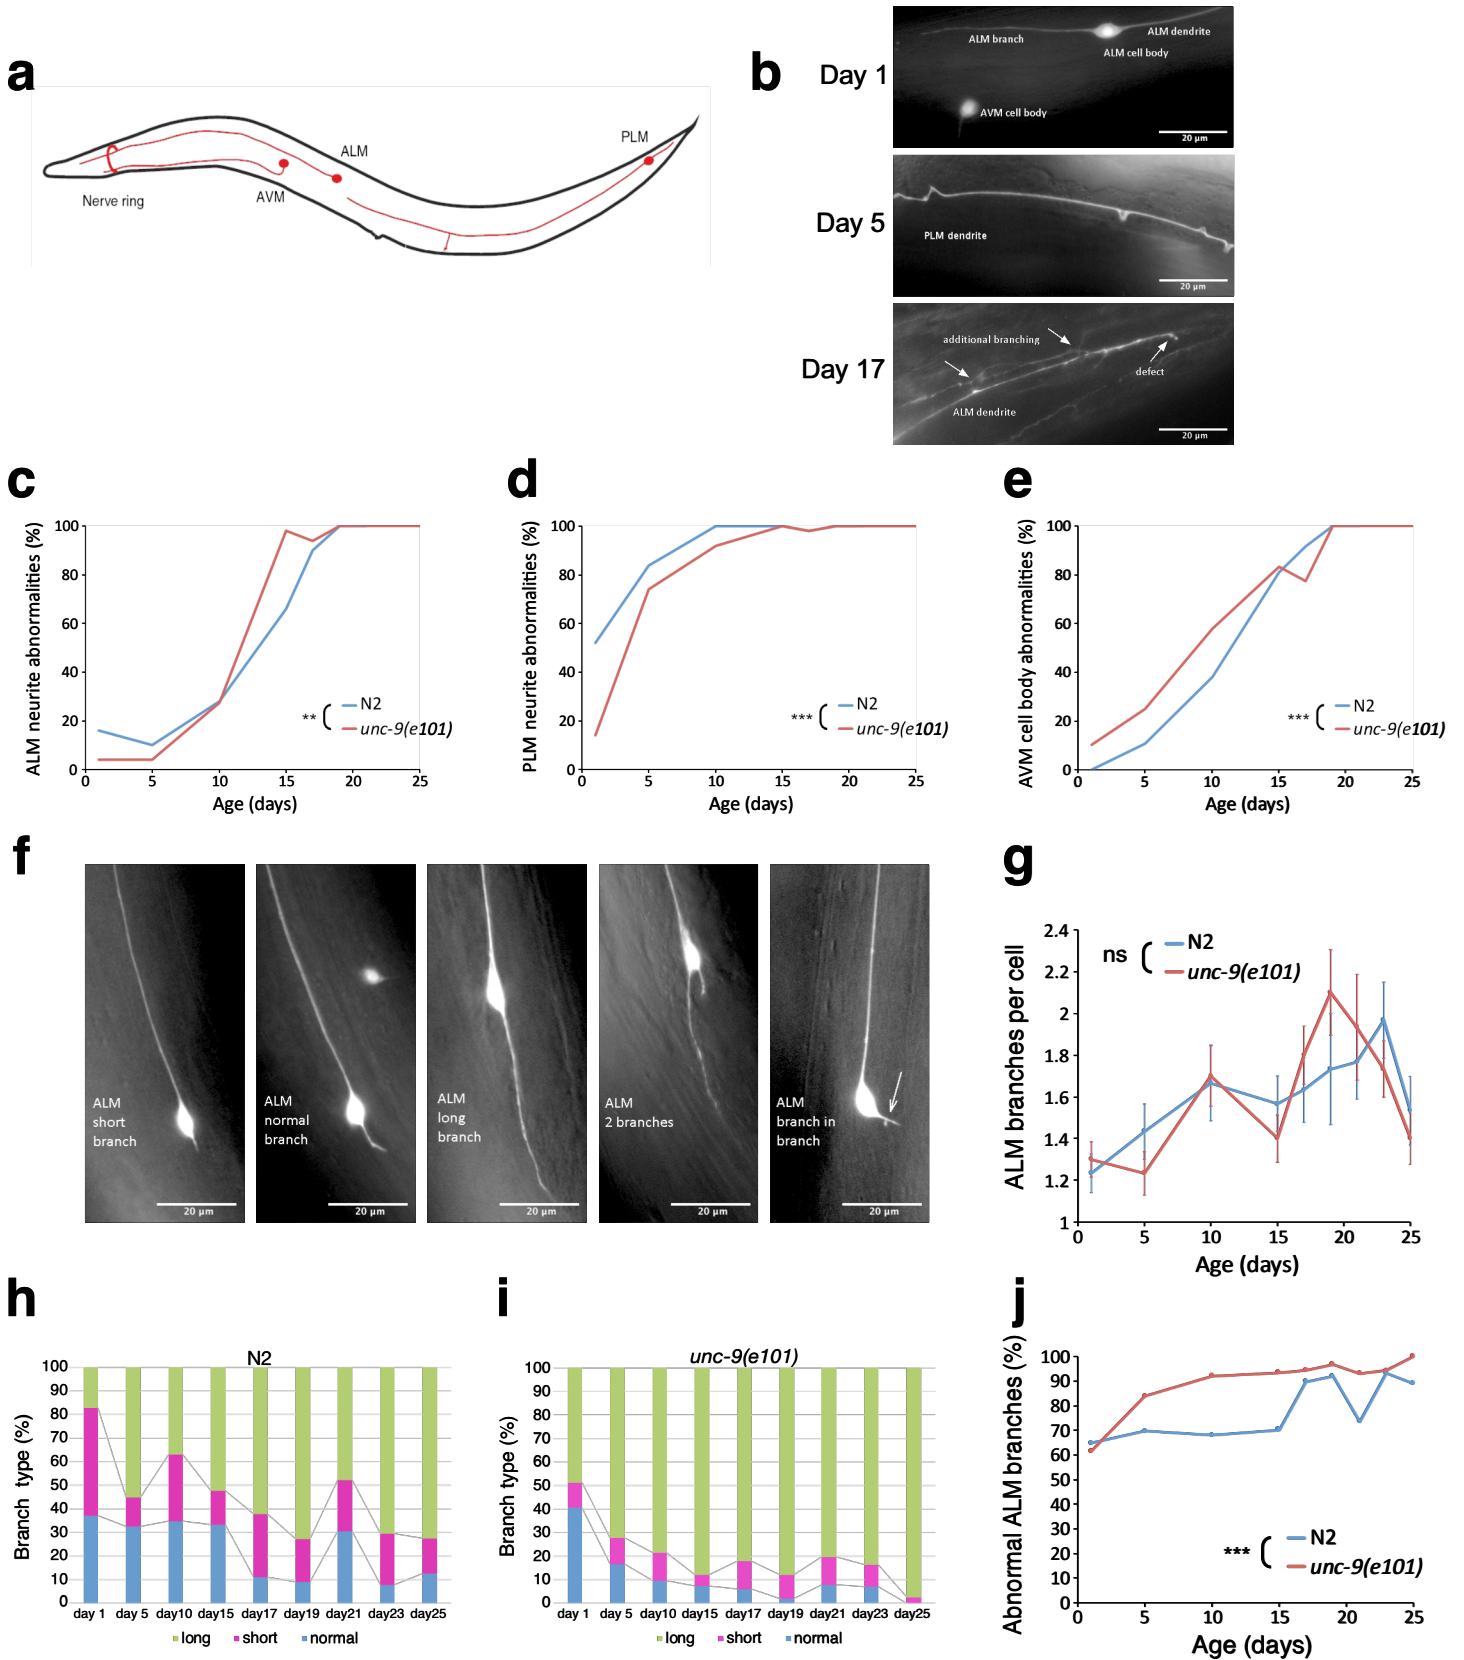 a
Nerve ring
AVM
ALM
PLM
b
Day 1
ALM branch
ALM dendrite
ALM cell body
AVM cell body
20 µm
Day 5
PLM dendrite
20 µm
Day 17
additional branching
defect
ALM dendrite
20 µm
c
ALM neurite abnormalities (%)
100
80
60
40
20
0
0 5 10 15 20 25
Age (days)
**
N2
unc-9(e101)
d
PLM neurite abnormalities (%)
100
80
60
40
20
0
0 5 10 15 20 25
Age (days)
***
N2
unc-9(e101)
e
AVM cell body abnormalities (%)
100
80
60
40
20
0
0 5 10 15 20 25
Age (days)
***
N2
unc-9(e101)
f
ALM
short
branch
20 µm
ALM
normal
branch
20 µm
ALM
long
branch
20 µm
ALM
2 branches
20 µm
ALM
branch in
branch
20 µm
g
ALM branches per cell
2.4
2.2
2
1.8
1.6
1.4
1.2
1
0 5 10 15 20 25
Age (days)
ns
N2
unc-9(e101)
h
N2
Branch type (%)
100
90
80
70
60
50
40
30
20
10
0
day 1 day 5 day10 day15 day17 day19 day21 day23 day25
long short normal
i
unc-9(e101)
Branch type (%)
100
90
80
70
60
50
40
30
20
10
0
day 1 day 5 day10 day15 day17 day19 day21 day23 day25
long short normal
j
Abnormal ALM branches (%)
100
90
80
70
60
50
40
30
20
10
0
0 5 10 15 20 25
Age (days)
***
N2
unc-9(e101)